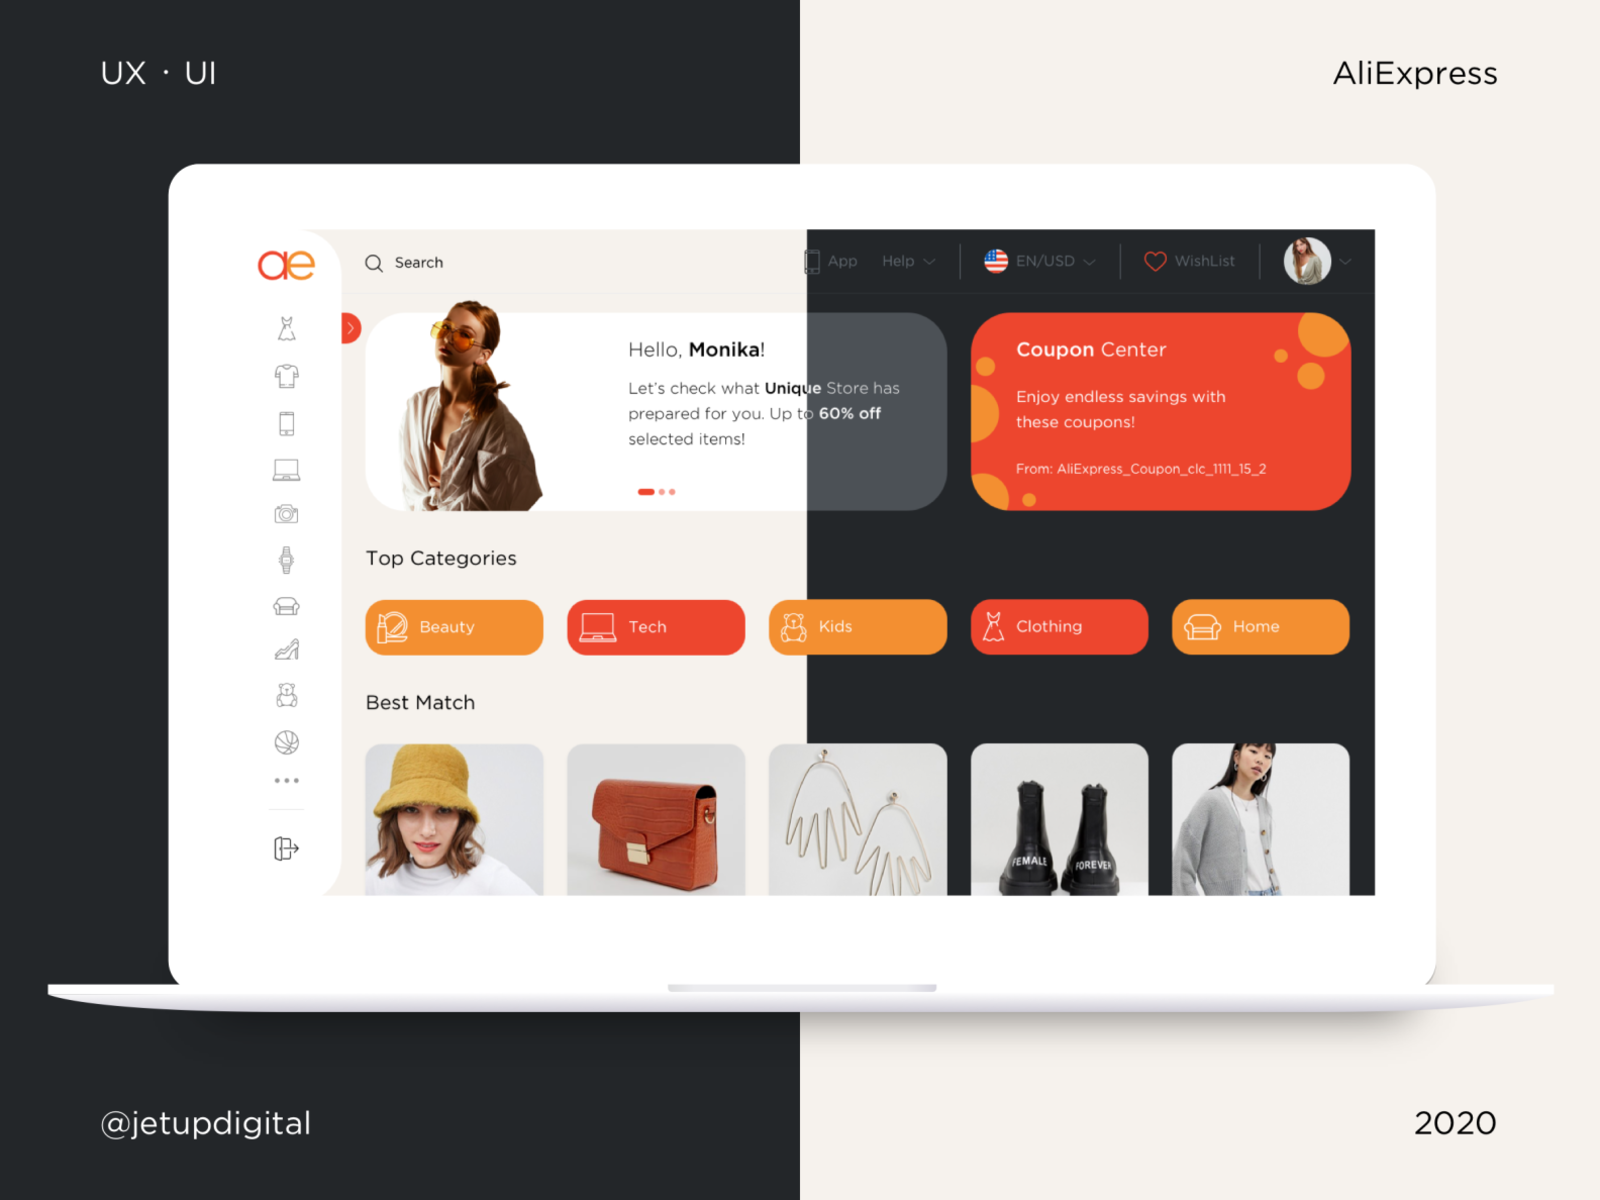 UX · UI
AliExpress
ae
Search
App
Help
EN/USD
WishList
Hello, Monika!
Let's check what Unique Store has
prepared for you. Up to 60% off
selected items!
Coupon Center
Enjoy endless savings with
these coupons!
From: AliExpress_Coupon_clc_1111_15_2
Top Categories
Beauty
Tech
Kids
Clothing
Home
Best Match
FEMALE
FOREVER
@jetupdigital
2020